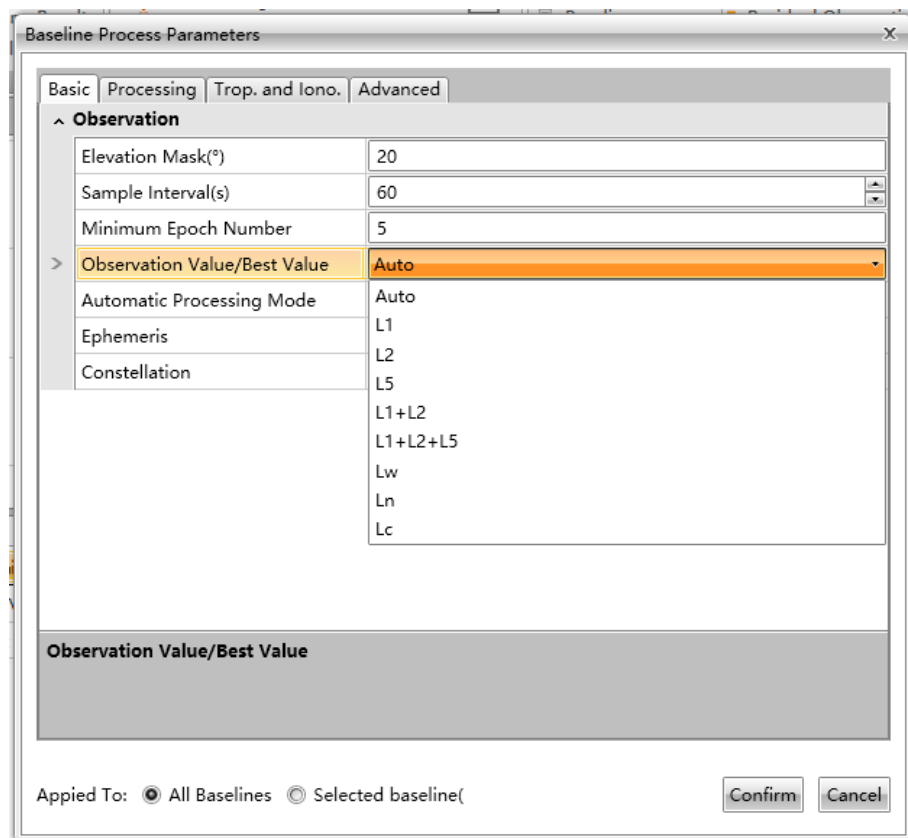 Baseline Process Parameters x
Basic Processing Trop. and Iono. Advanced
Observation
Elevation Mask(°) 20
Sample Interval(s) 60
Minimum Epoch Number 5
Observation Value/Best Value Auto
Automatic Processing Mode Auto
Ephemeris L1
Constellation L2
L5
L1+L2
L1+L2+L5
Lw
Ln
Lc
Observation Value/Best Value
Appied To: All Baselines Selected baseline(
Confirm Cancel